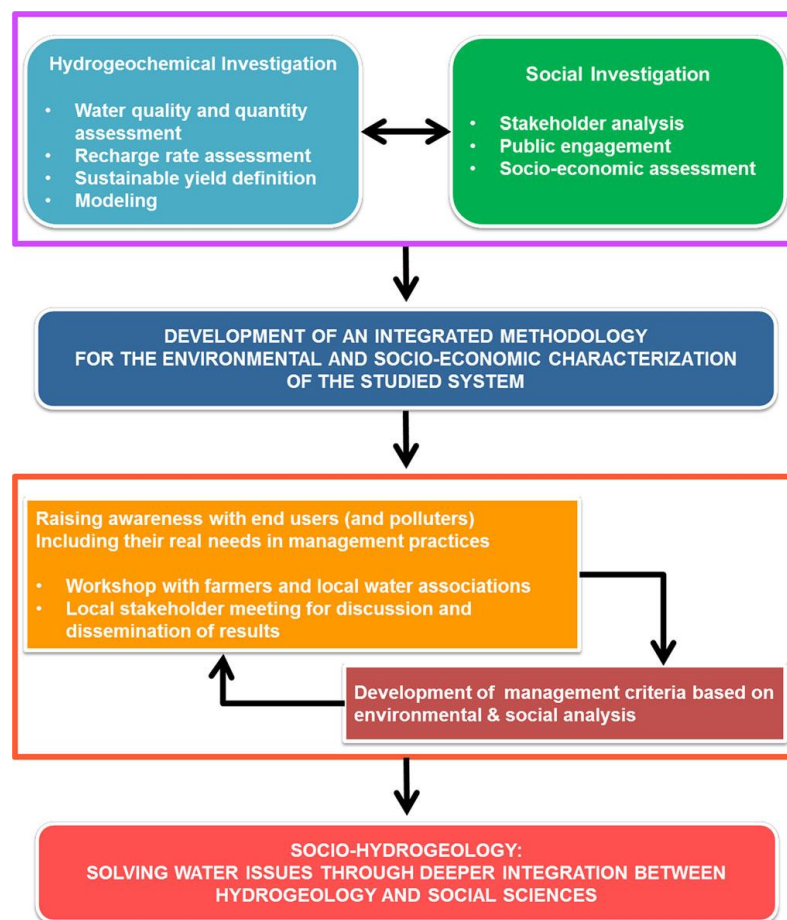 Hydrogeochemical Investigation
• Water quality and quantity
assessment
• Recharge rate assessment
• Sustainable yield definition
• Modeling
Social Investigation
• Stakeholder analysis
• Public engagement
• Socio-economic assessment
DEVELOPMENT OF AN INTEGRATED METHODOLOGY
FOR THE ENVIRONMENTAL AND SOCIO-ECONOMIC CHARACTERIZATION
OF THE STUDIED SYSTEM
Raising awareness with end users (and polluters)
Including their real needs in management practices
• Workshop with farmers and local water associations
• Local stakeholder meeting for discussion and
dissemination of results
Development of management criteria based on
environmental & social analysis
SOCIO-HYDROGEOLOGY:
SOLVING WATER ISSUES THROUGH DEEPER INTEGRATION BETWEEN
HYDROGEOLOGY AND SOCIAL SCIENCES